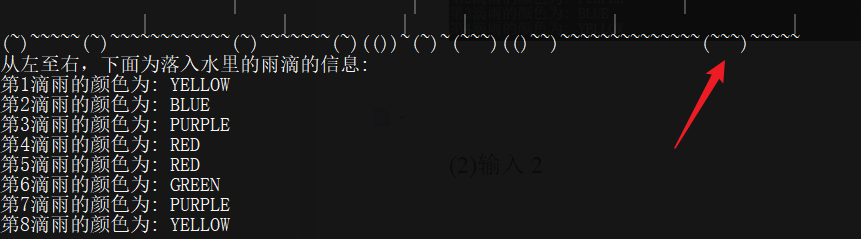 (~)~~~~~(~)~~~~~~~~~~~~(~)~~~~~~~(~)(())~(~)~(~~~)(()~~)~~~~~~~~~~~~~~(~~~)~~~~~
从左至右，下面为落入水里的雨滴的信息:
第1滴雨的颜色为: YELLOW
第2滴雨的颜色为: BLUE
第3滴雨的颜色为: PURPLE
第4滴雨的颜色为: RED
第5滴雨的颜色为: RED
(2)输入 2
第6滴雨的颜色为: GREEN
第7滴雨的颜色为: PURPLE
第8滴雨的颜色为: YELLOW